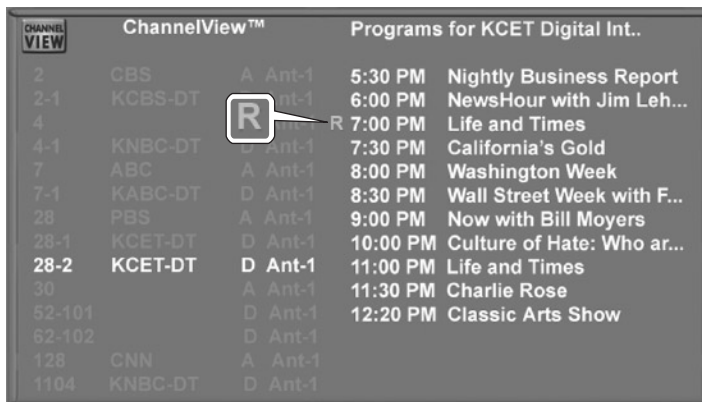 CHANNEL VIEW ChannelView™ Programs for KCET Digital Int..
2 CBS A Ant-1 5:30 PM Nightly Business Report
2-1 KCBS-DT Ant-1 6:00 PM NewsHour with Jim Leh...
R
4 Ant-1 R 7:00 PM Life and Times
4-1 KNBC-DT D Ant-1 7:30 PM California's Gold
7 ABC A Ant-1 8:00 PM Washington Week
7-1 KABC-DT D Ant-1 8:30 PM Wall Street Week with F...
28 PBS A Ant-1 9:00 PM Now with Bill Moyers
28-1 KCET-DT D Ant-1 10:00 PM Culture of Hate: Who ar...
28-2 KCET-DT D Ant-1 11:00 PM Life and Times
30 A Ant-1 11:30 PM Charlie Rose
52-101 D Ant-1 12:20 PM Classic Arts Show
62-102 D Ant-1
128 CNN A Ant-1
1104 KNBC-DT D Ant-1